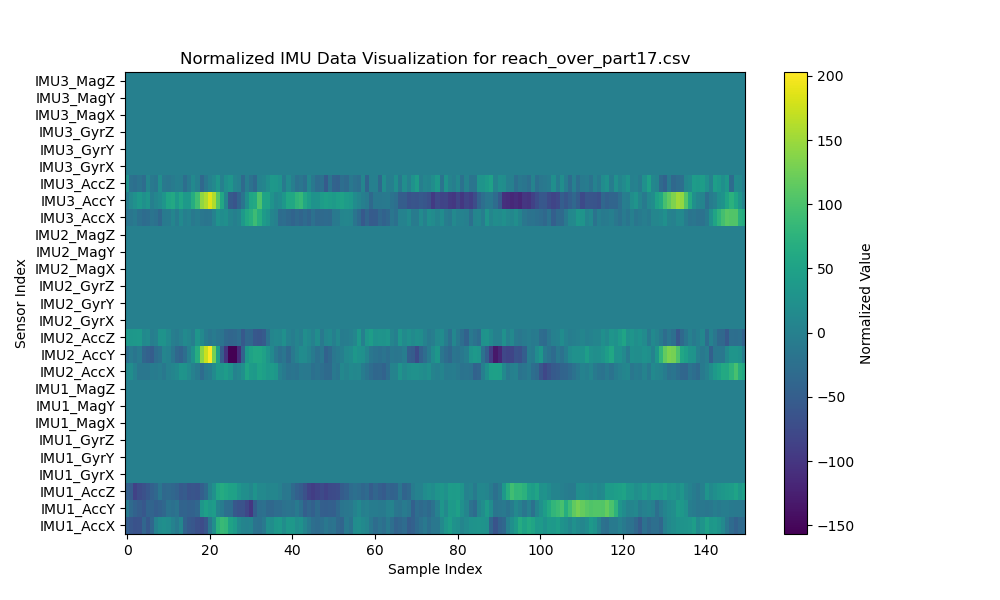 Normalized IMU Data Visualization for reach_over_part17.csv
IMU3_MagZ
IMU3_MagY
IMU3_MagX
IMU3_GyrZ
IMU3_GyrY
IMU3_GyrX
IMU3_AccZ
IMU3_AccY
IMU3_AccX
IMU2_MagZ
IMU2_MagY
IMU2_MagX
IMU2_GyrZ
IMU2_GyrY
IMU2_GyrX
IMU2_AccZ
IMU2_AccY
IMU2_AccX
IMU1_MagZ
IMU1_MagY
IMU1_MagX
IMU1_GyrZ
IMU1_GyrY
IMU1_GyrX
IMU1_AccZ
IMU1_AccY
IMU1_AccX
Sensor Index
0 20 40 60 80 100 120 140
Sample Index
200
150
100
50
0
−50
−100
−150
Normalized Value